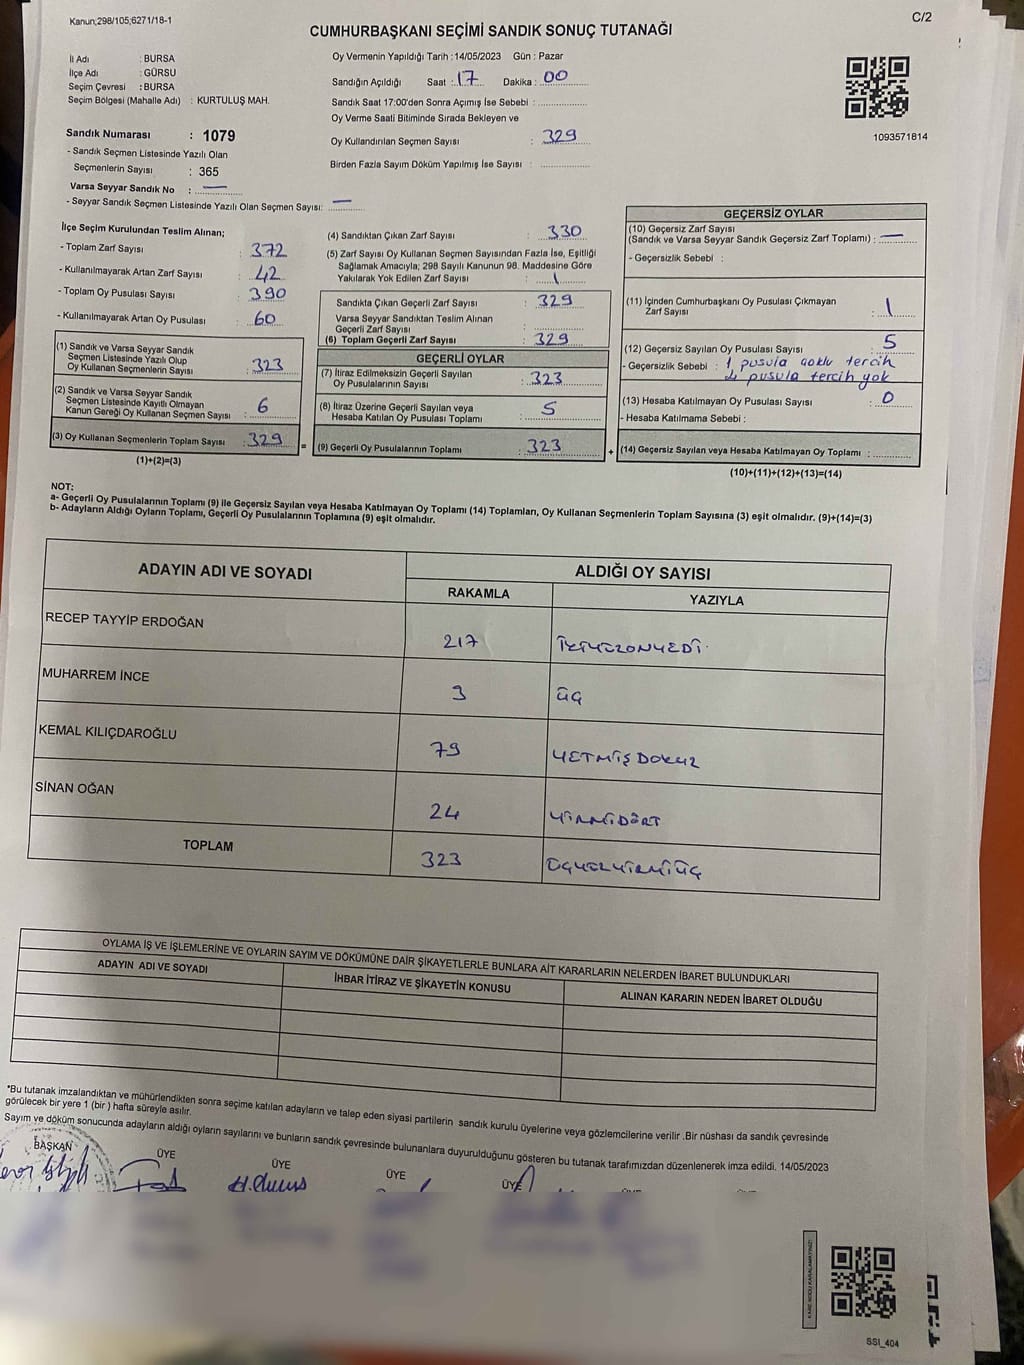 Kanun;298/105;6271/18-1
C/2
CUMHURBAŞKANI SEÇİMİ SANDIK SONUÇ TUTANAĞI
İl Adı : BURSA
İlçe Adı : GÜRSU
Seçim Çevresi : BURSA
Seçim Bölgesi (Mahalle Adı) : KURTULUŞ MAH.
Oy Vermenin Yapıldığı Tarih : 14/05/2023 Gün : Pazar
Sandığın Açıldığı Saat : 17 Dakika : 00
Sandık Saat 17:00'den Sonra Açımış İse Sebebi :
Oy Verme Saati Bitiminde Sırada Bekleyen ve
Oy Kullandırılan Seçmen Sayısı : 329
Birden Fazla Sayım Döküm Yapılmış İse Sayısı :
1093571814
Sandık Numarası : 1079
- Sandık Seçmen Listesinde Yazılı Olan
Seçmenlerin Sayısı : 365
Varsa Seyyar Sandık No : —
- Seyyar Sandık Seçmen Listesinde Yazılı Olan Seçmen Sayısı: —
İlçe Seçim Kurulundan Teslim Alınan;
- Toplam Zarf Sayısı : 372
- Kullanılmayarak Artan Zarf Sayısı : 42
- Toplam Oy Pusulası Sayısı : 390
- Kullanılmayarak Artan Oy Pusulası : 60
(1) Sandık ve Varsa Seyyar Sandık
Seçmen Listesinde Yazılı Olup
Oy Kullanan Seçmenlerin Sayısı : 323
(2) Sandık ve Varsa Seyyar Sandık
Seçmen Listesinde Kayıtlı Olmayan
Kanun Gereği Oy Kullanan Seçmen Sayısı : 6
(3) Oy Kullanan Seçmenlerin Toplam Sayısı : 329
(1)+(2)=(3)
(4) Sandıktan Çıkan Zarf Sayısı : 330
(5) Zarf Sayısı Oy Kullanan Seçmen Sayısından Fazla İse, Eşitliği
Sağlamak Amacıyla; 298 Sayılı Kanunun 98. Maddesine Göre
Yakılarak Yok Edilen Zarf Sayısı : 1
Sandıkta Çıkan Geçerli Zarf Sayısı : 329
Varsa Seyyar Sandıktan Teslim Alınan
Geçerli Zarf Sayısı :
(6) Toplam Geçerli Zarf Sayısı : 329
GEÇERLİ OYLAR
(7) İtiraz Edilmeksizin Geçerli Sayılan
Oy Pusulalarının Sayısı : 323
(8) İtiraz Üzerine Geçerli Sayılan veya
Hesaba Katılan Oy Pusulası Toplamı : 5
= (9) Geçerli Oy Pusulalarının Toplamı : 323
GEÇERSİZ OYLAR
(10) Geçersiz Zarf Sayısı
(Sandık ve Varsa Seyyar Sandık Geçersiz Zarf Toplamı) : —
- Geçersizlik Sebebi :
(11) İçinden Cumhurbaşkanı Oy Pusulası Çıkmayan
Zarf Sayısı : 1
(12) Geçersiz Sayılan Oy Pusulası Sayısı : 5
- Geçersizlik Sebebi : 1 pusula çoklu tercih
4 pusula tercih yok
(13) Hesaba Katılmayan Oy Pusulası Sayısı : 0
- Hesaba Katılmama Sebebi :
+ (14) Geçersiz Sayılan veya Hesaba Katılmayan Oy Toplamı :
(10)+(11)+(12)+(13)=(14)
NOT:
a- Geçerli Oy Pusulalarının Toplamı (9) ile Geçersiz Sayılan veya Hesaba Katılmayan Oy Toplamı (14) Toplamları, Oy Kullanan Seçmenlerin Toplam Sayısına (3) eşit olmalıdır. (9)+(14)=(3)
b- Adayların Aldığı Oyların Toplamı, Geçerli Oy Pusulalarının Toplamına (9) eşit olmalıdır.
ADAYIN ADI VE SOYADI ALDIĞI OY SAYISI
RAKAMLA YAZIYLA
RECEP TAYYİP ERDOĞAN 217 İKİYÜZONYEDİ
MUHARREM İNCE 3 ÜÇ
KEMAL KILIÇDAROĞLU 79 YETMİŞDOKUZ
SİNAN OĞAN 24 YİRMİDÖRT
TOPLAM 323 ÜÇYÜZYİRMİÜÇ
OYLAMA İŞ VE İŞLEMLERİNE VE OYLARIN SAYIM VE DÖKÜMÜNE DAİR ŞİKAYETLERLE BUNLARA AİT KARARLARIN NELERDEN İBARET BULUNDUKLARI
ADAYIN ADI VE SOYADI İHBAR İTİRAZ VE ŞİKAYETİN KONUSU ALINAN KARARIN NEDEN İBARET OLDUĞU
*Bu tutanak imzalandıktan ve mühürlendikten sonra seçime katılan adayların ve talep eden siyasi partilerin sandık kurulu üyelerine veya gözlemcilerine verilir .Bir nüshası da sandık çevresinde
görülecek bir yere 1 (bir ) hafta süreyle asılır.
Sayım ve döküm sonucunda adayların aldığı oyların sayılarını ve bunların sandık çevresinde bulunanlara duyurulduğunu gösteren bu tutanak tarafımızdan düzenlenerek imza edildi. 14/05/2023
BAŞKAN ÜYE ÜYE ÜYE ÜYE
SSI_404